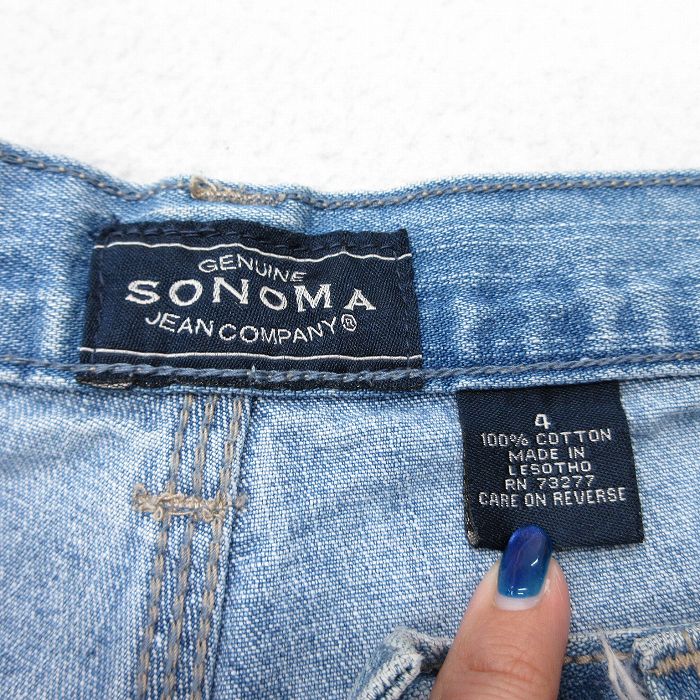 GENUINE
SONOMA
JEAN COMPANY®
4
100% COTTON
MADE IN
LESOTHO
RN 73277
CARE ON REVERSE